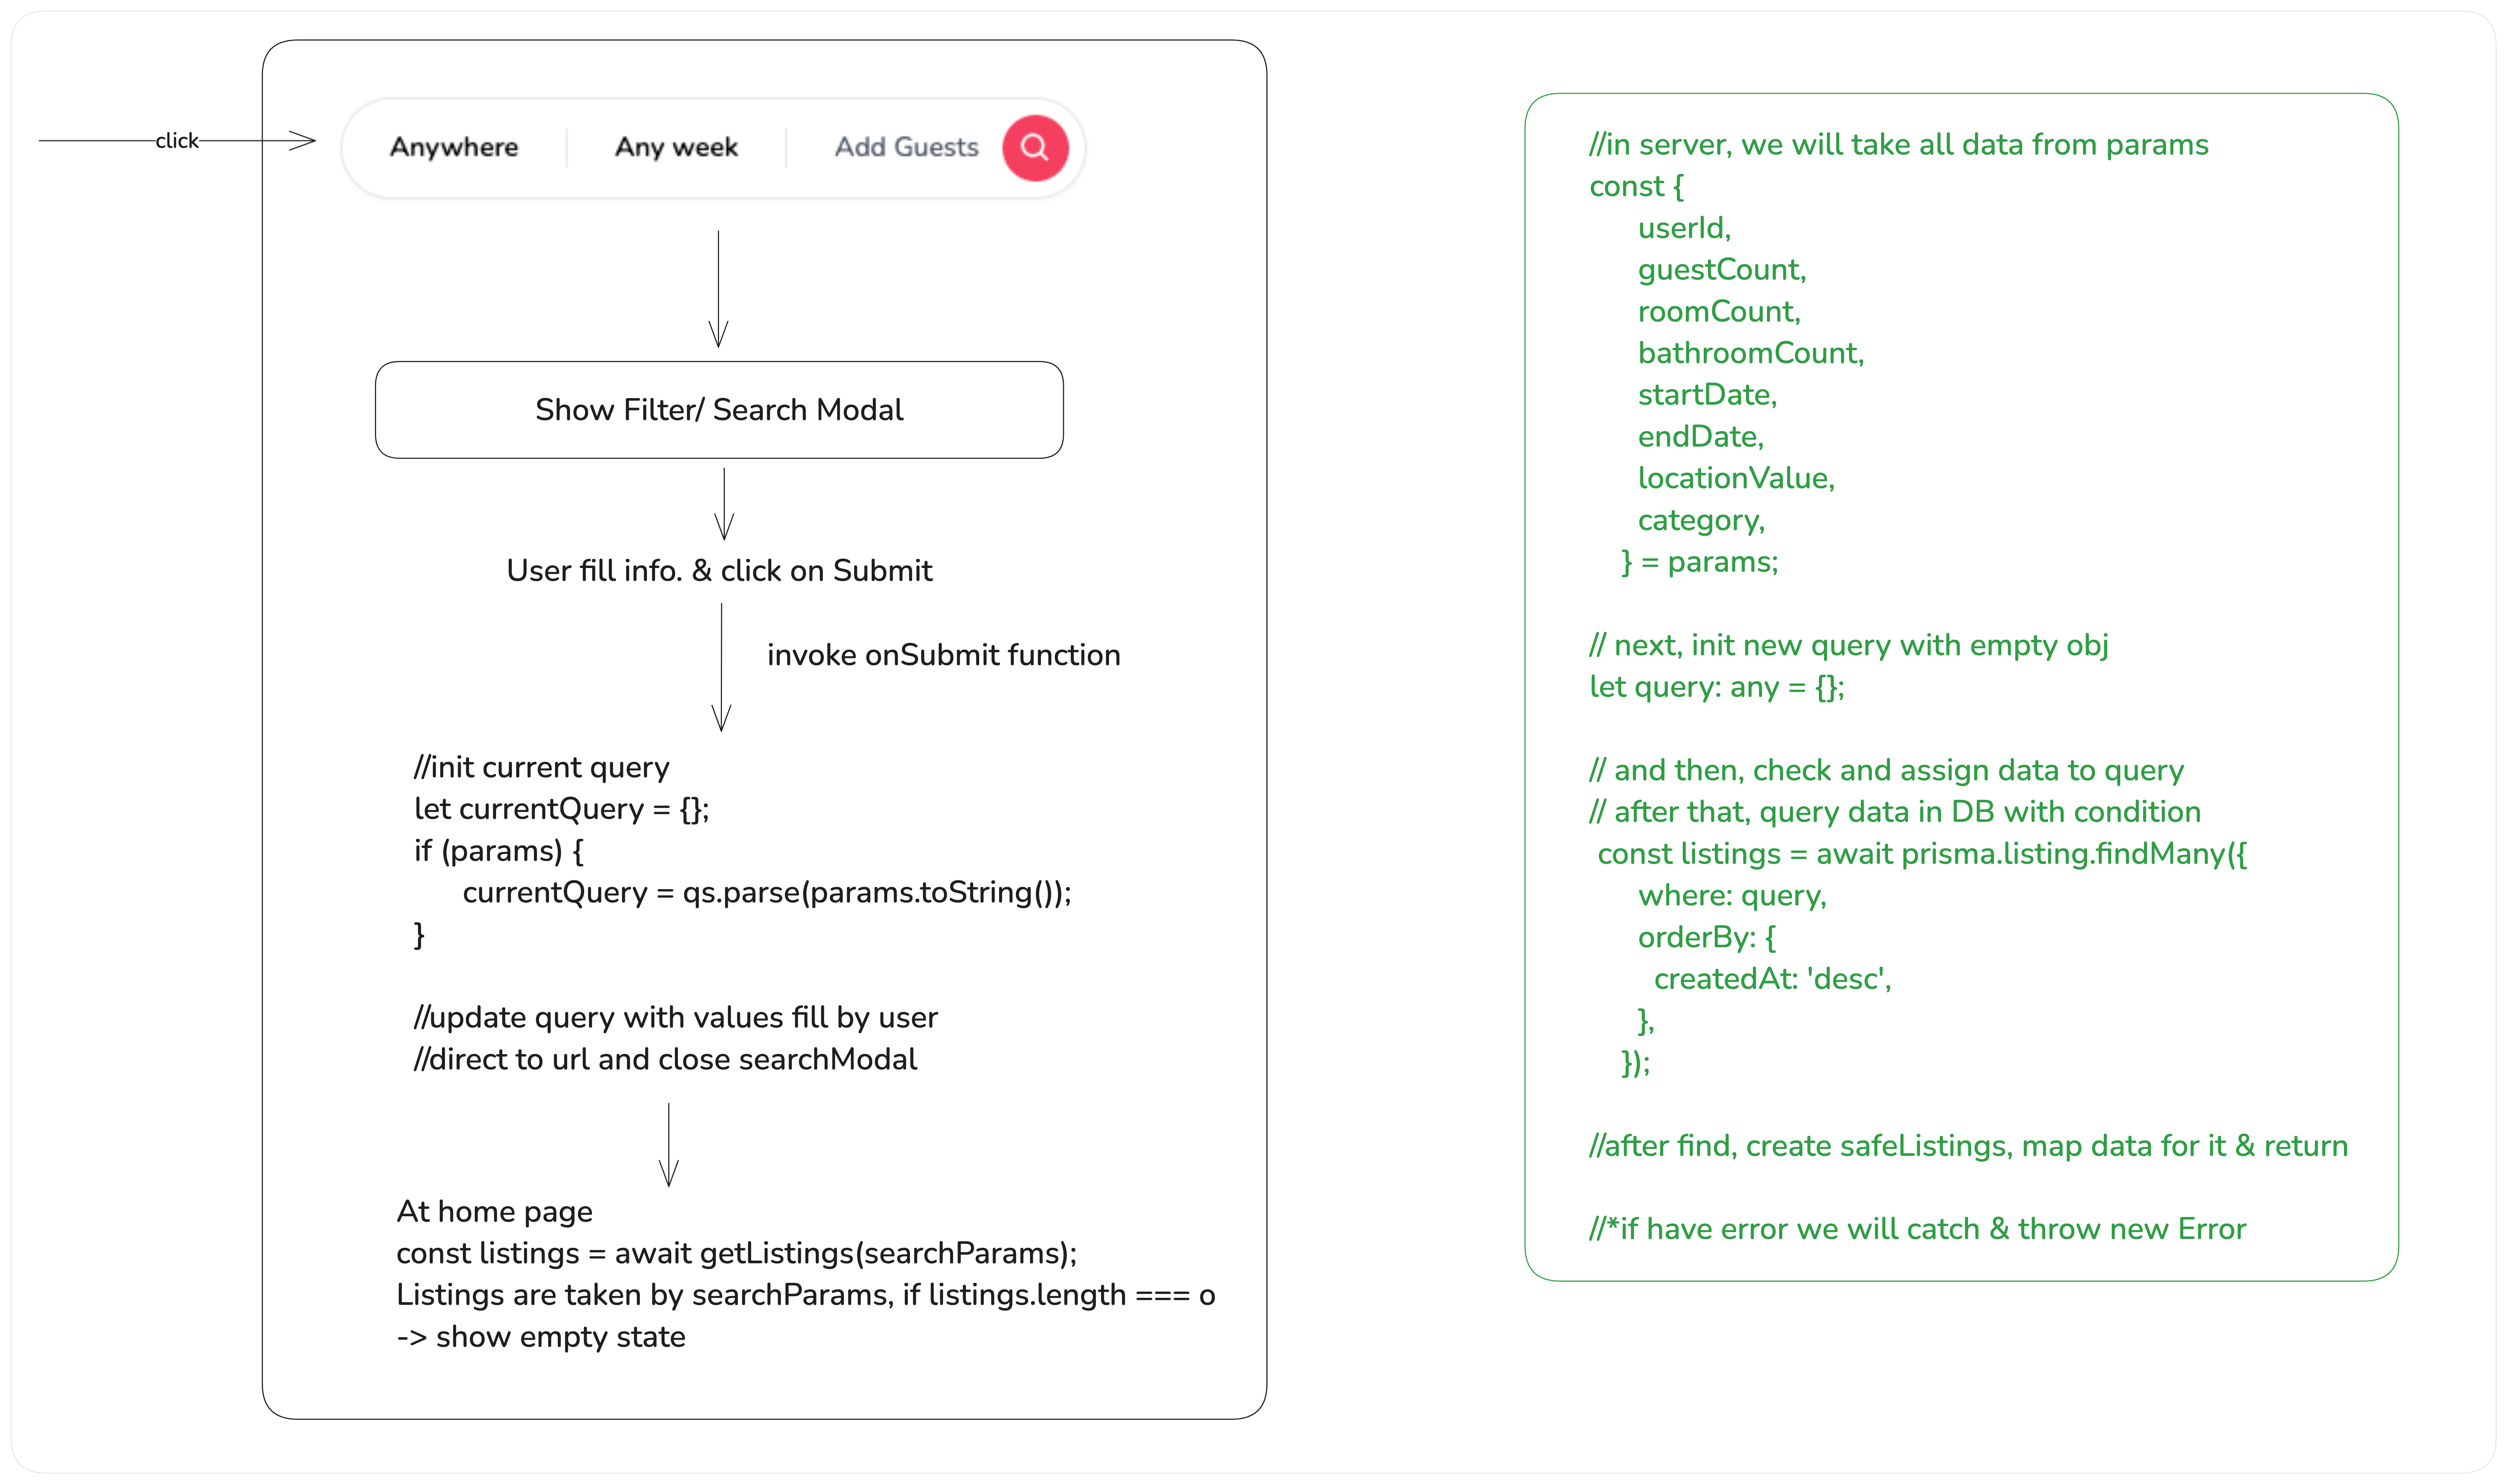 click
Anywhere
Any week
Add Guests
Show Filter/ Search Modal
User fill info. & click on Submit
invoke onSubmit function
//init current query
let currentQuery = {};
if (params) {
currentQuery = qs.parse(params.toString());
}
//update query with values fill by user
//direct to url and close searchModal
At home page
const listings = await getListings(searchParams);
Listings are taken by searchParams, if listings.length === o
-> show empty state
//in server, we will take all data from params
const {
userId,
guestCount,
roomCount,
bathroomCount,
startDate,
endDate,
locationValue,
category,
} = params;
// next, init new query with empty obj
let query: any = {};
// and then, check and assign data to query
// after that, query data in DB with condition
const listings = await prisma.listing.findMany({
where: query,
orderBy: {
createdAt: 'desc',
},
});
//after find, create safeListings, map data for it & return
//*if have error we will catch & throw new Error